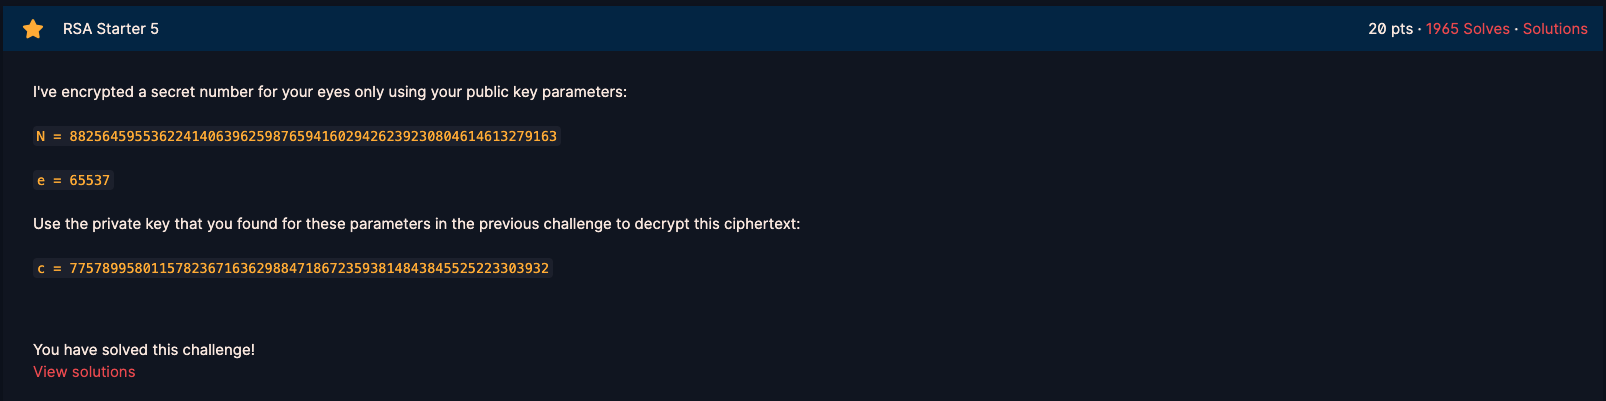 RSA Starter 5
20 pts · 1965 Solves · Solutions
I've encrypted a secret number for your eyes only using your public key parameters:
N = 882564595536224140639625987659416029426239230804614613279163
e = 65537
Use the private key that you found for these parameters in the previous challenge to decrypt this ciphertext:
c = 77578995801157823671636298847186723593814843845525223303932
You have solved this challenge!
View solutions